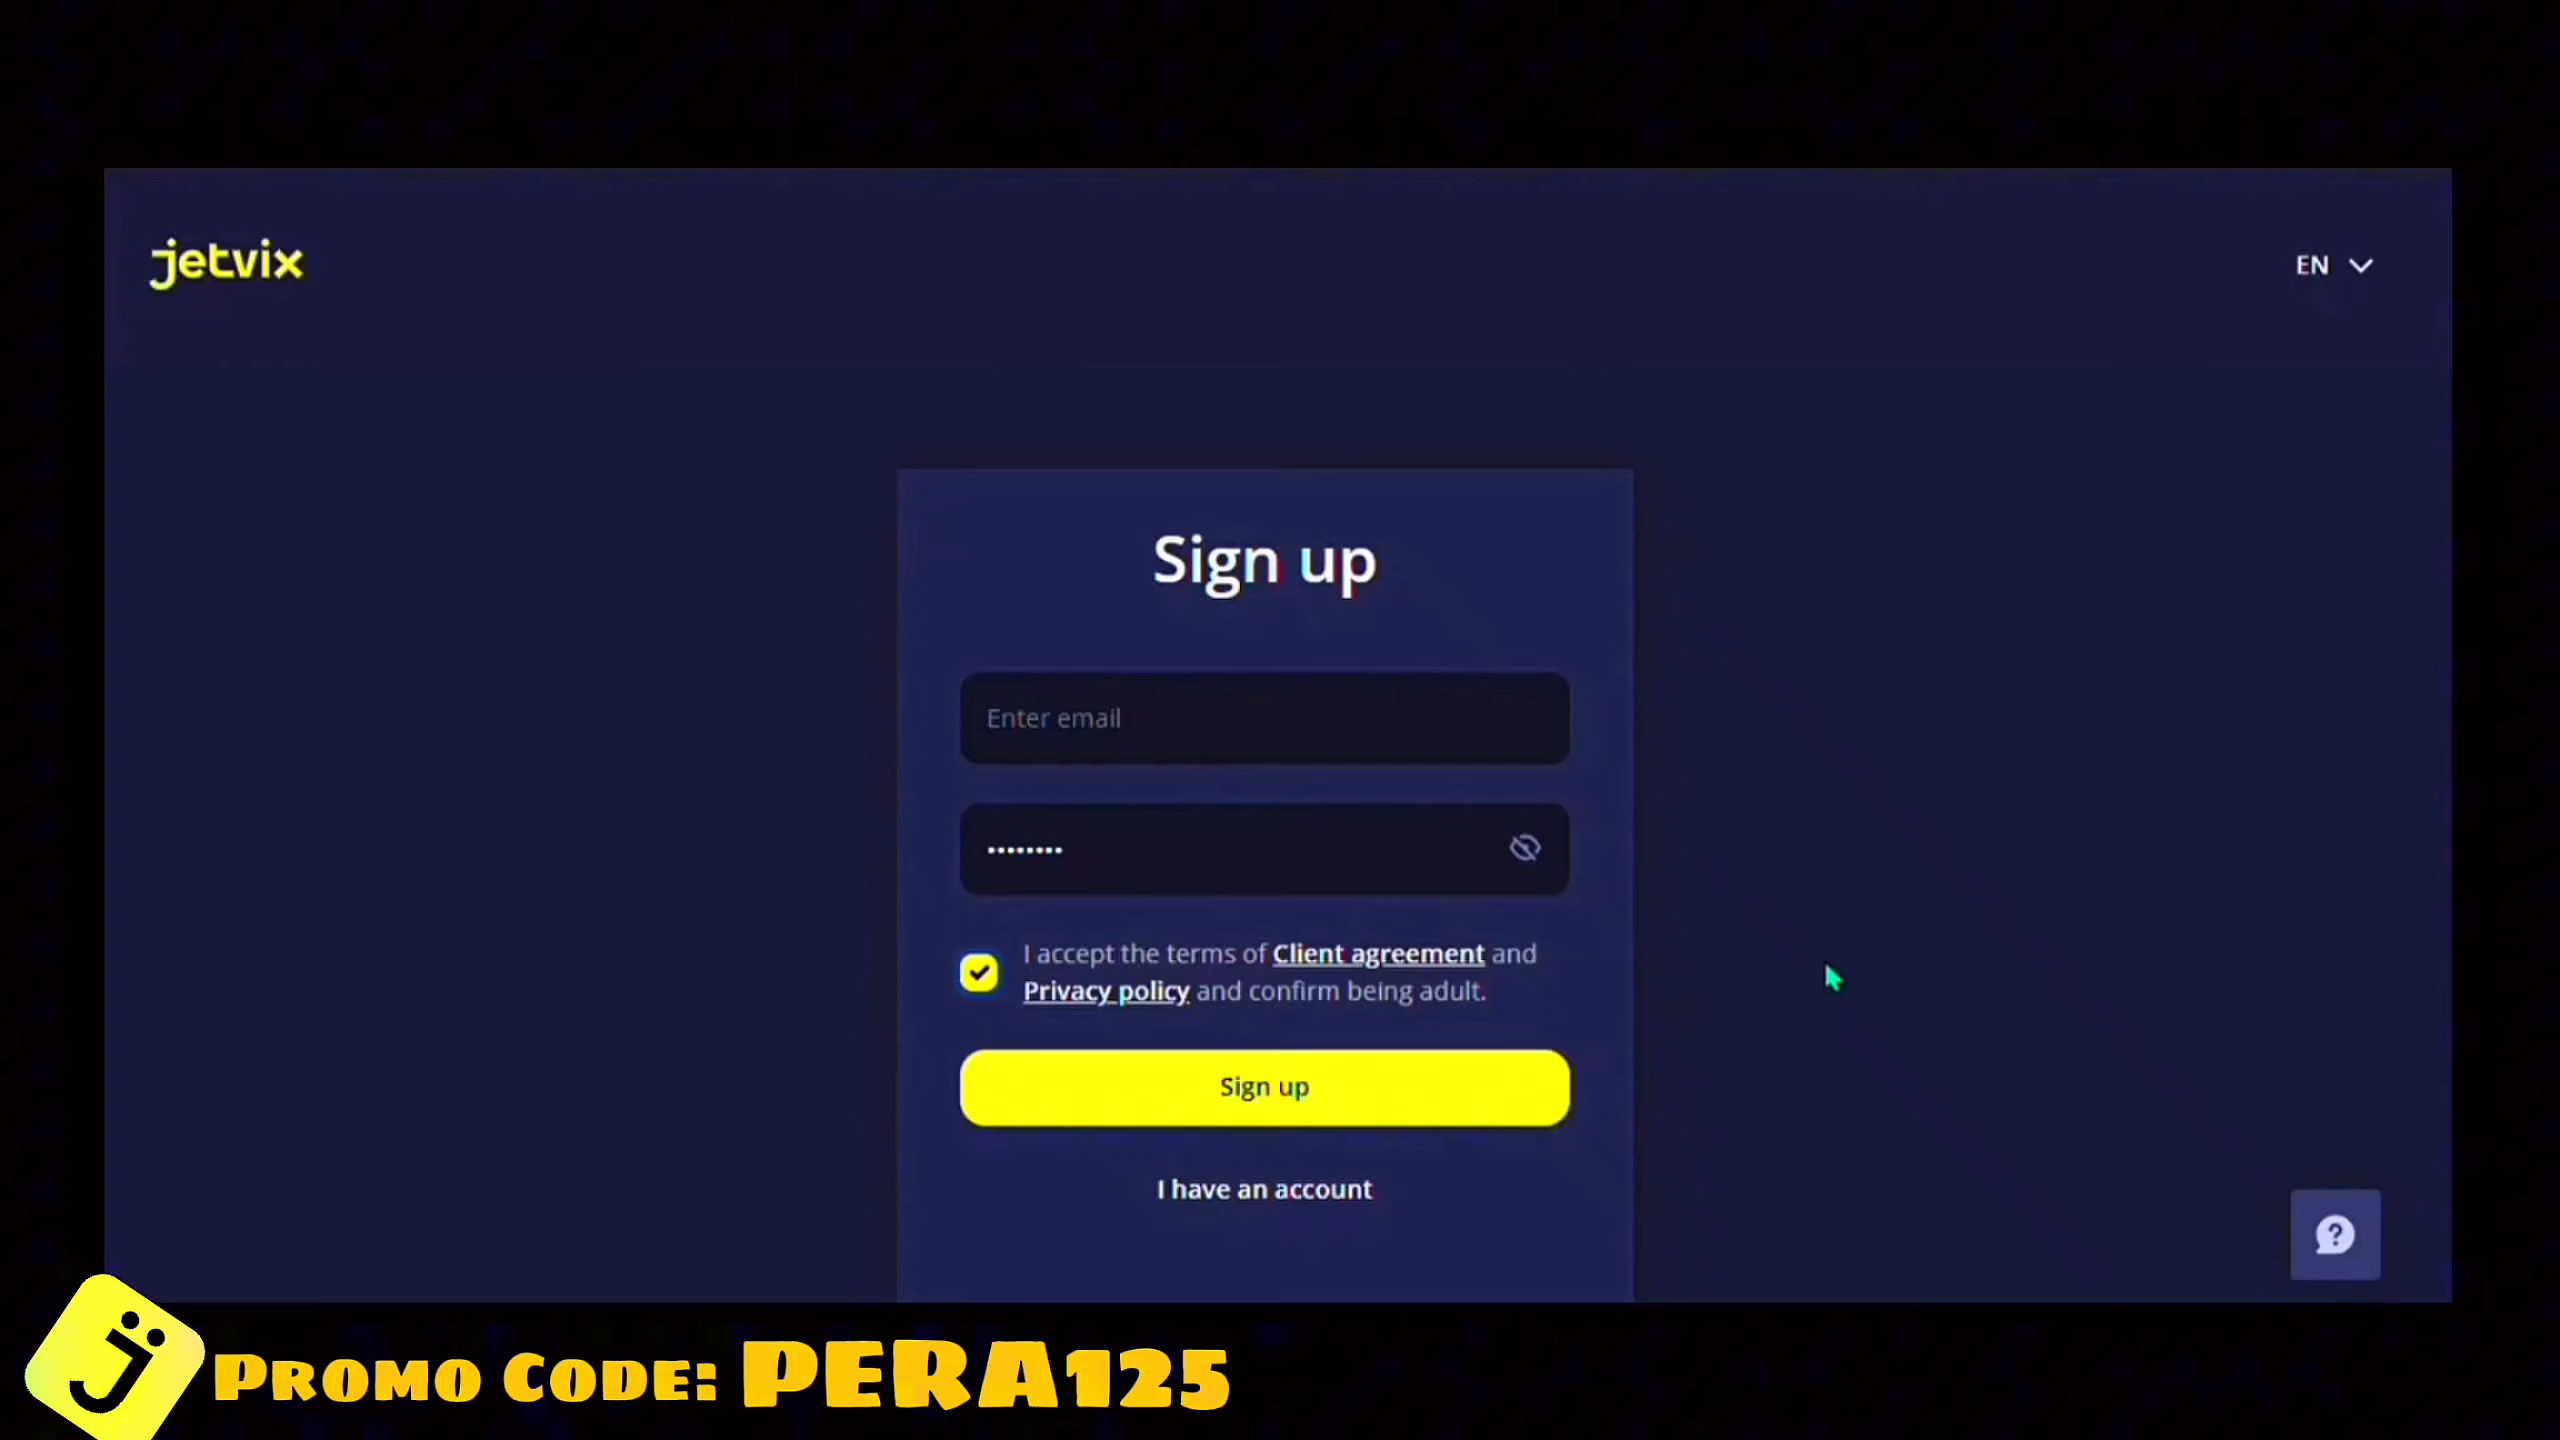 jetvix
EN
Sign up
Enter email
••••••••
I accept the terms of Client agreement and
Privacy policy and confirm being adult.
Sign up
I have an account
?
PROMO CODE: PERA125